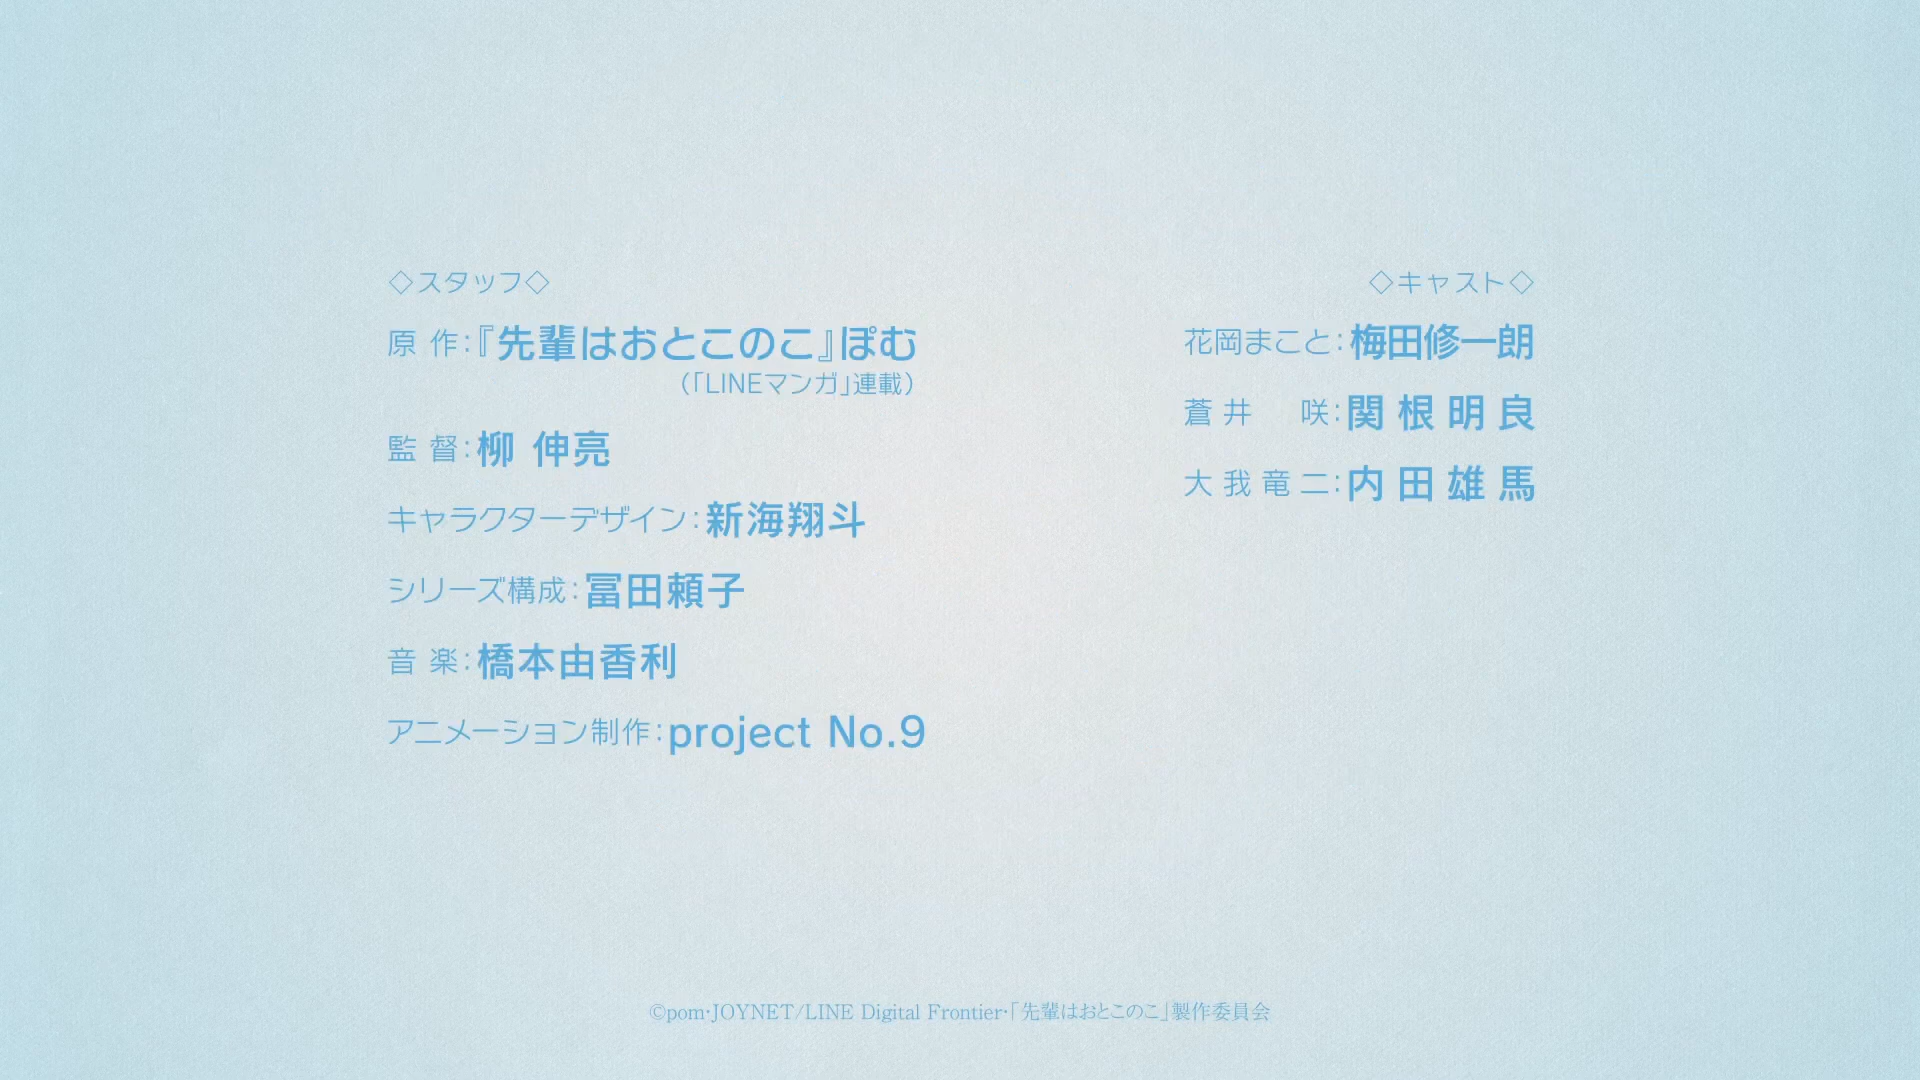 ◇スタッフ◇
原 作:『先輩はおとこのこ』ぽむ
(「LINEマンガ」連載)
監 督:柳 伸亮
キャラクターデザイン:新海翔斗
シリーズ構成:冨田頼子
音 楽:橋本由香利
アニメーション制作:project No.9
◇キャスト◇
花岡まこと:梅田修一朗
蒼井 咲:関根明良
大我竜二:内田雄馬
©pom・JOYNET/LINE Digital Frontier・「先輩はおとこのこ」製作委員会